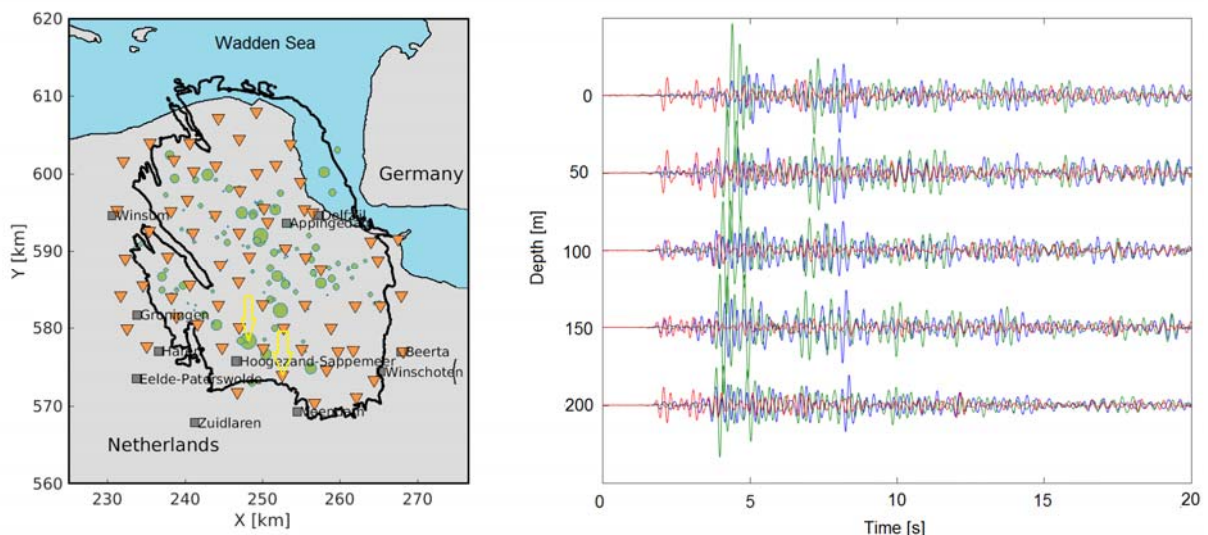 620
610
600
590
580
570
560
Y [km]
Wadden Sea
Germany
Winsum
Delfzijl
Appingedam
Groningen
Haren
Hoogezand-Sappemeer
Beerta
Winschoten
Eelde-Paterswolde
Veendam
Zuidlaren
Netherlands
230
240
250
260
270
X [km]
Depth [m]
0
50
100
150
200
0
5
10
15
20
Time [s]